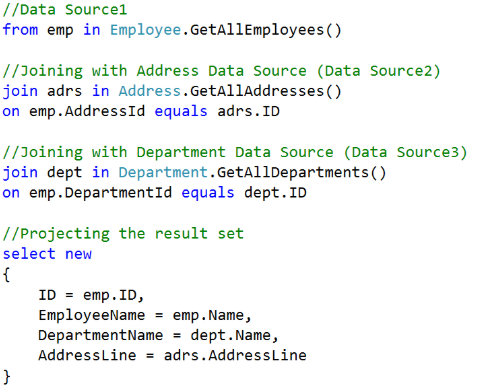 //Data Source1
from emp in Employee.GetAllEmployees()
//Joining with Address Data Source (Data Source2)
join adrs in Address.GetAllAddresses()
on emp.AddressId equals adrs.ID
//Joining with Department Data Source (Data Source3)
join dept in Department.GetAllDepartments()
on emp.DepartmentId equals dept.ID
//Projecting the result set
select new
{
ID = emp.ID,
EmployeeName = emp.Name,
DepartmentName = dept.Name,
AddressLine = adrs.AddressLine
}